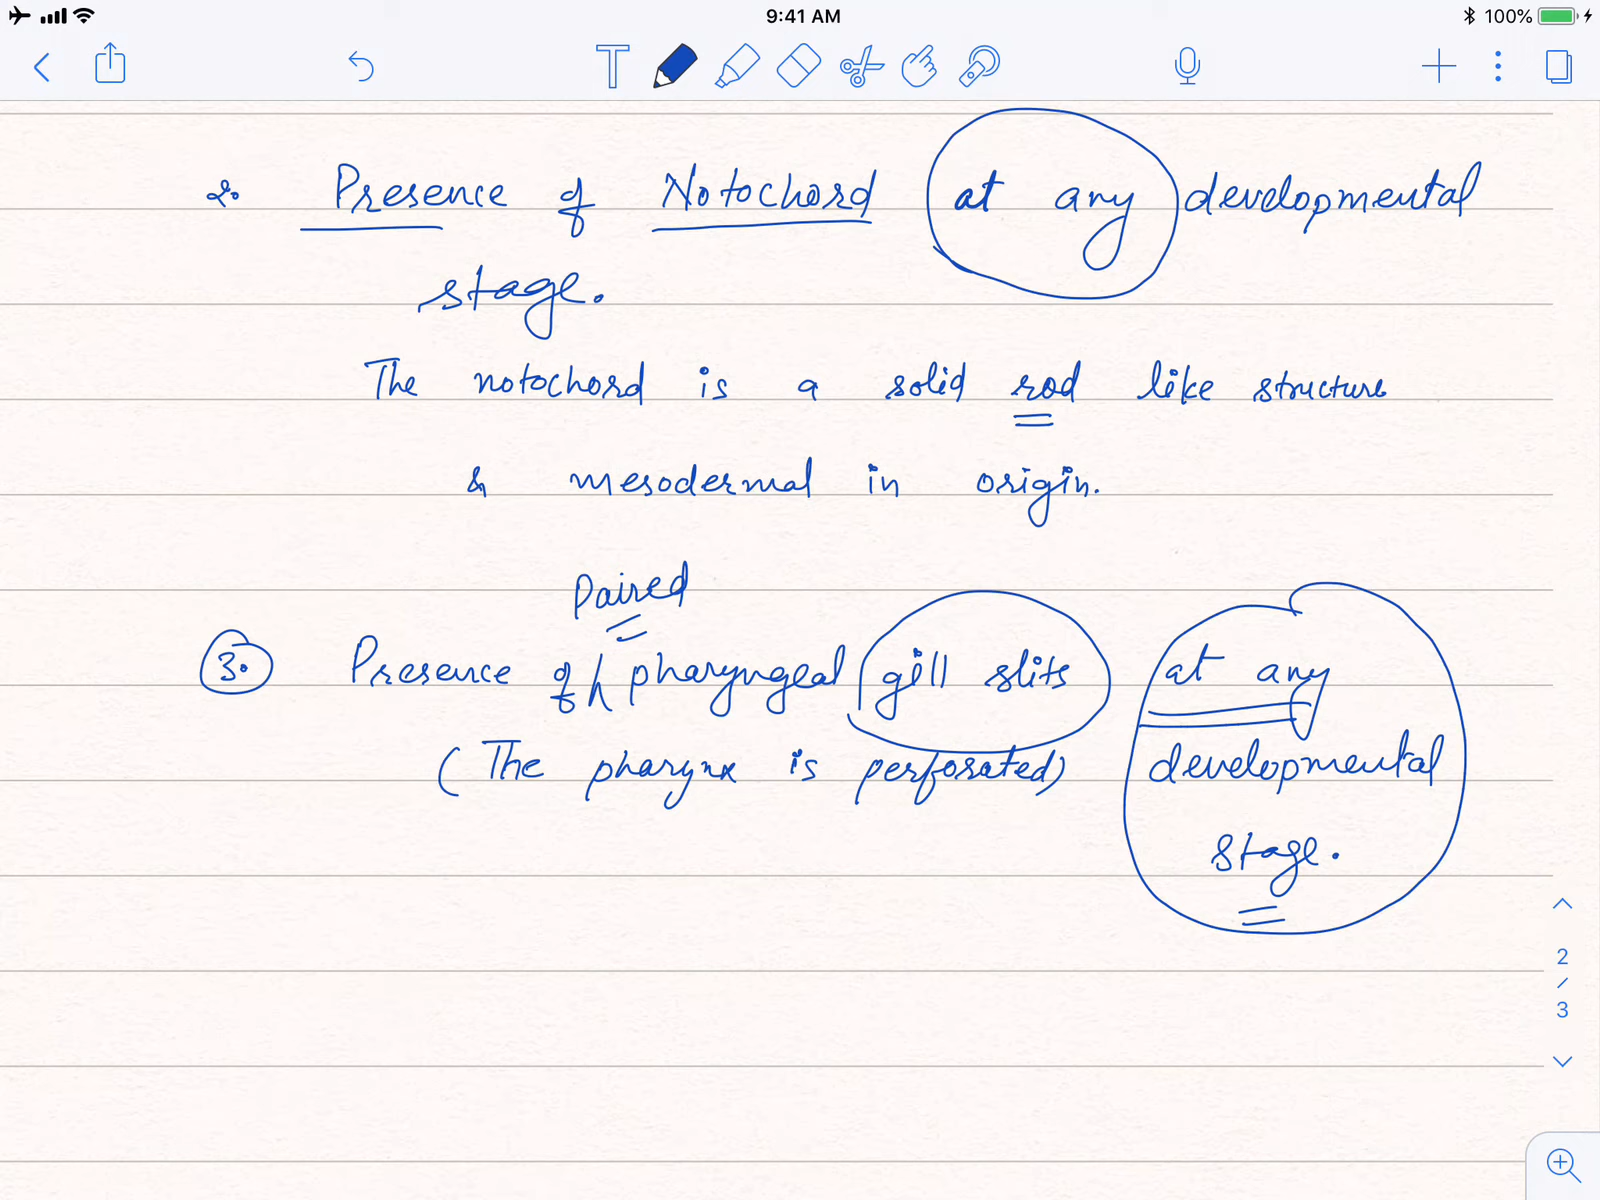 9:41 AM
100%
T
2. Presence of Notochord at any developmental
stage.
The notochord is a solid rod like structure
& mesodermal in origin.
Paired
3. Presence of pharyngeal gill slits at any
(The pharynx is perforated) developmental
stage.
2
/
3